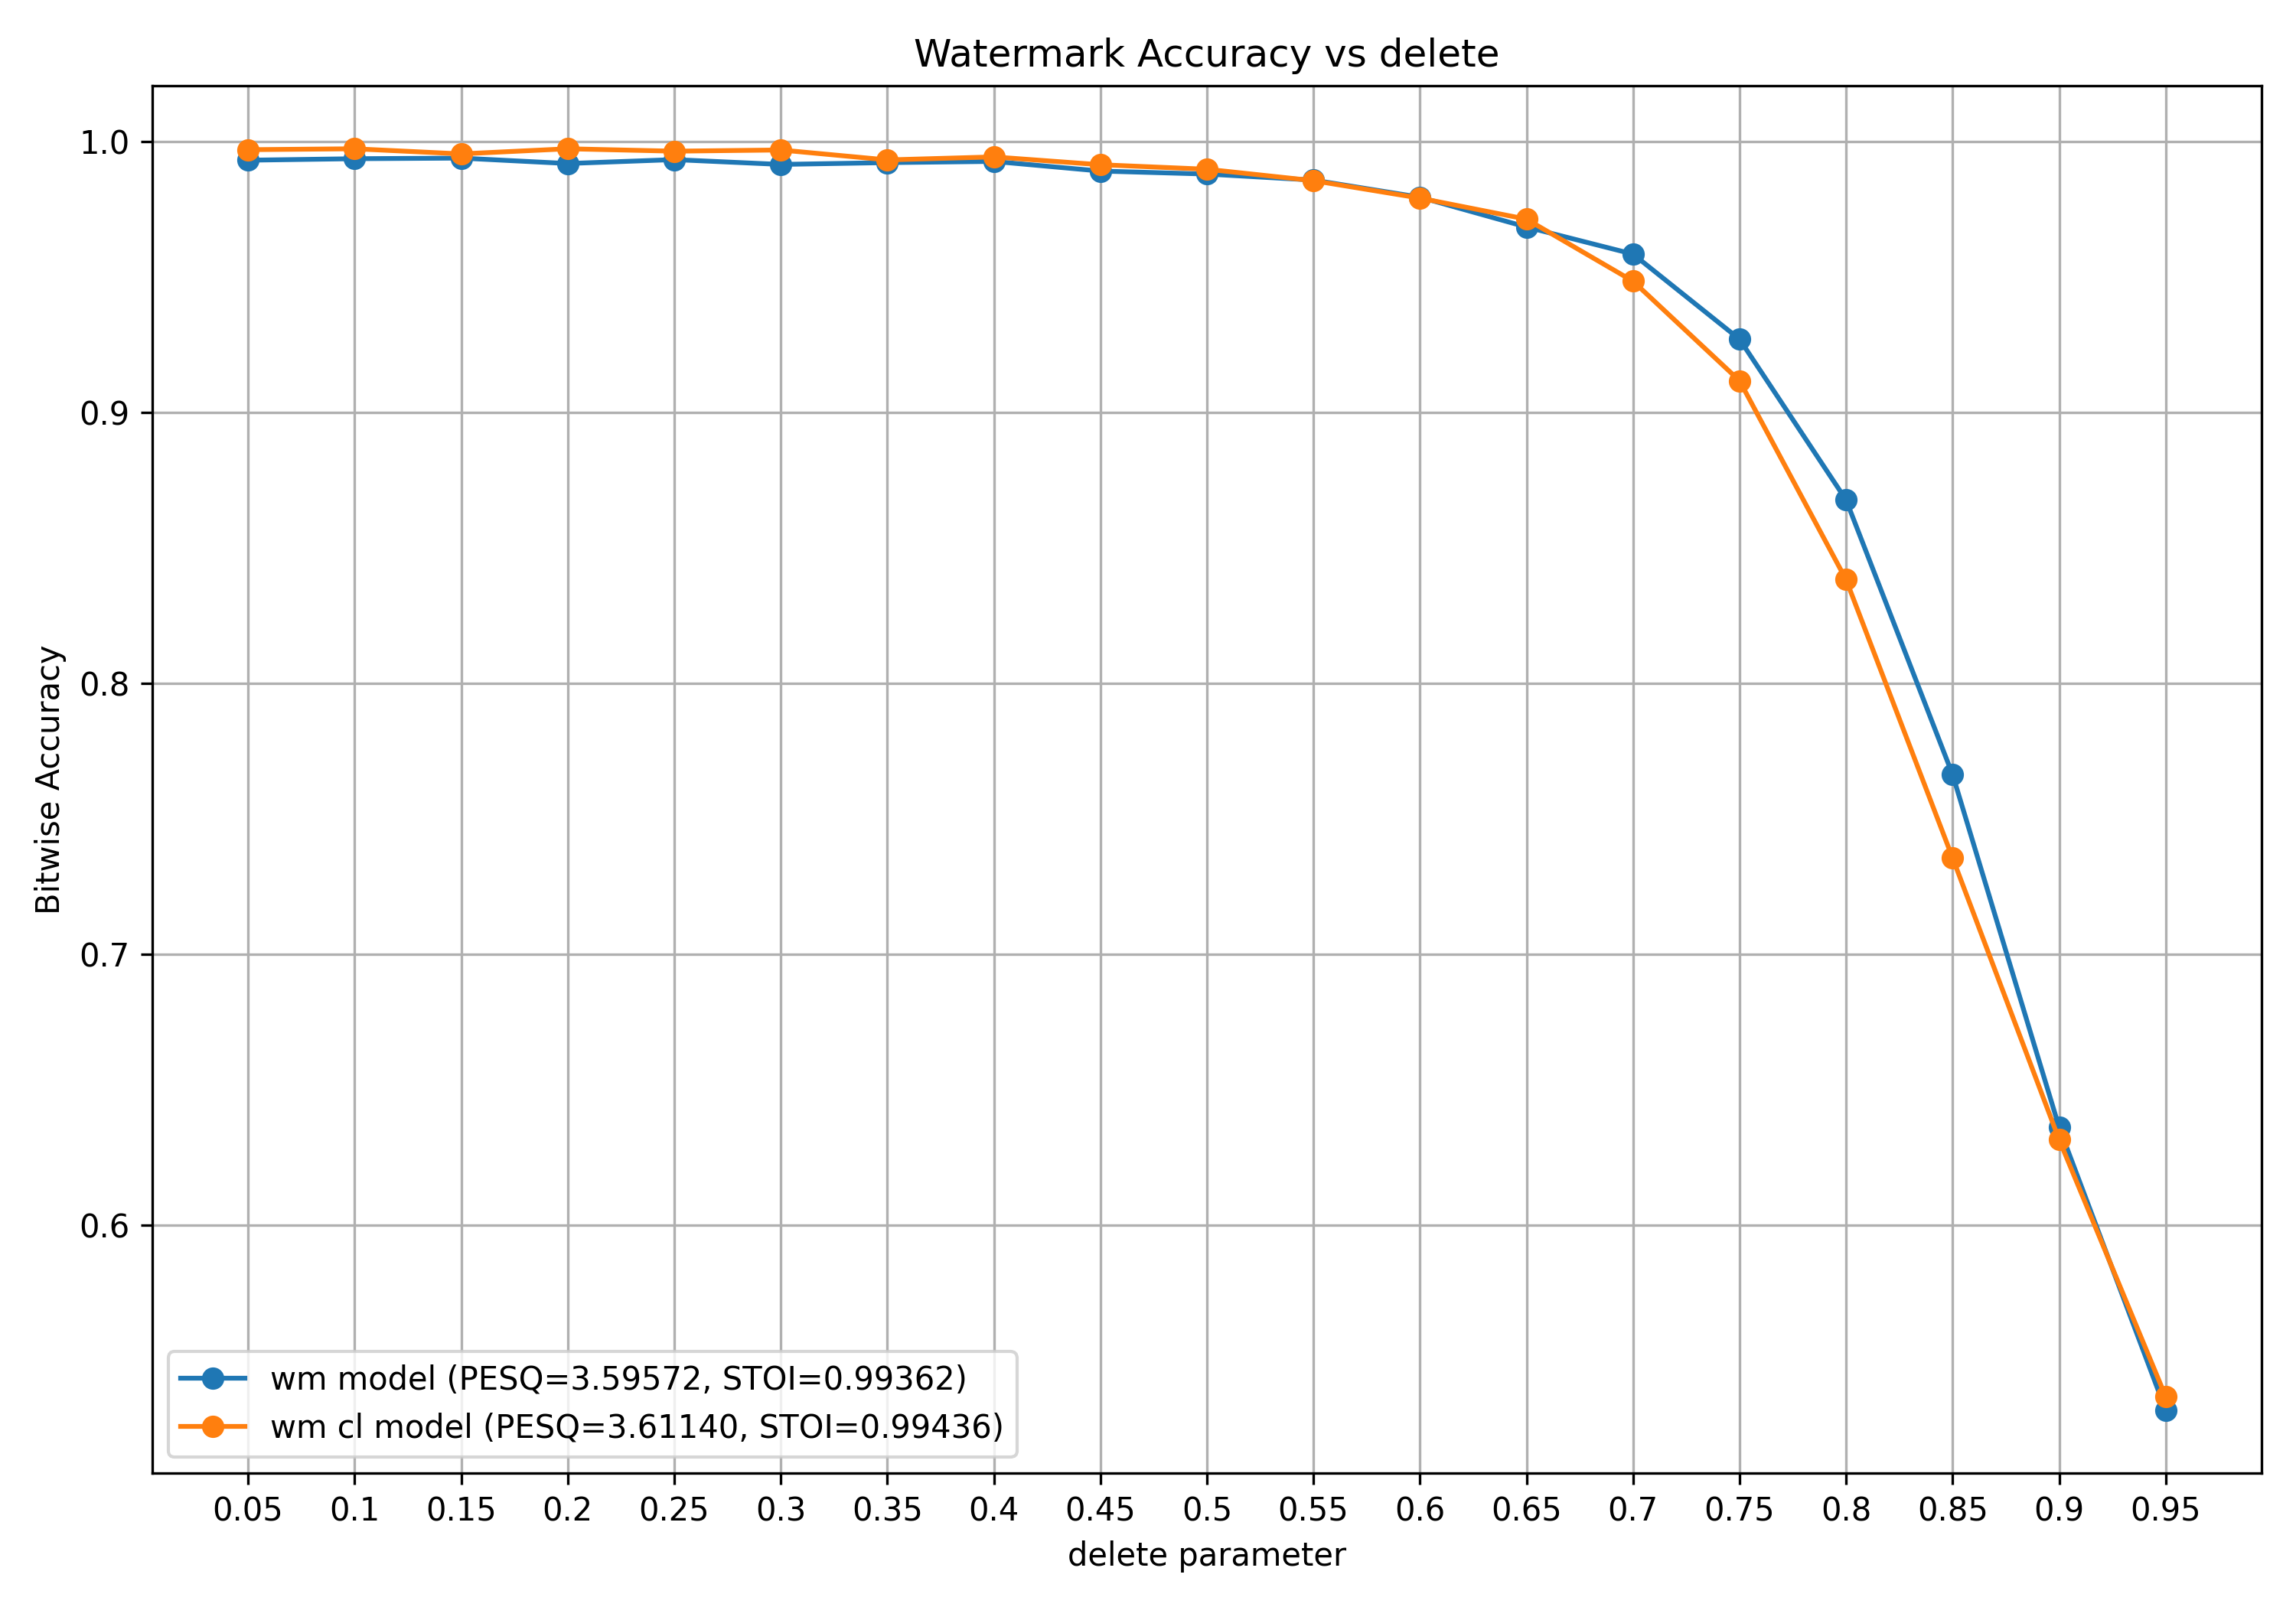 Watermark Accuracy vs delete
Bitwise Accuracy
1.0
0.9
0.8
0.7
0.6
wm model (PESQ=3.59572, STOI=0.99362)
wm cl model (PESQ=3.61140, STOI=0.99436)
0.05 0.1 0.15 0.2 0.25 0.3 0.35 0.4 0.45 0.5 0.55 0.6 0.65 0.7 0.75 0.8 0.85 0.9 0.95
delete parameter